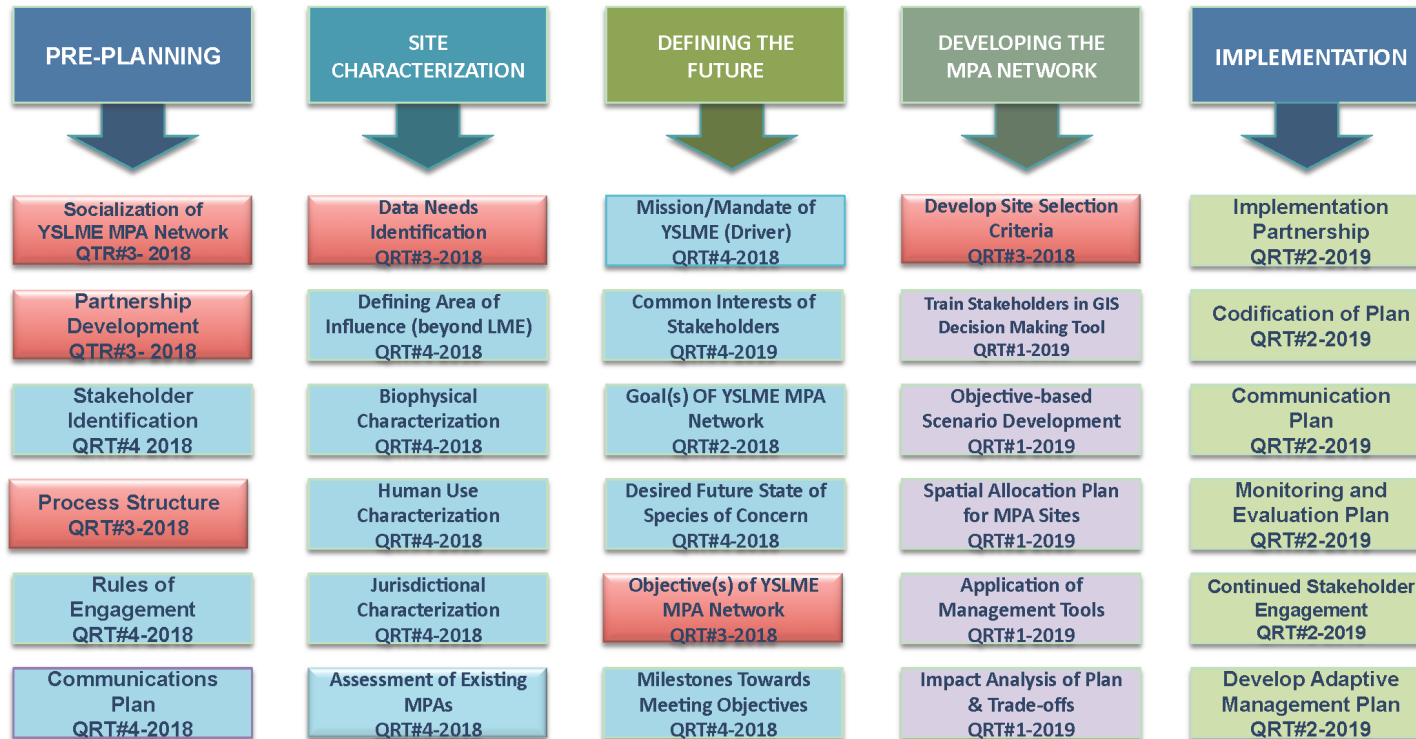 PRE-PLANNING
SITE
CHARACTERIZATION
DEFINING THE
FUTURE
DEVELOPING THE
MPA NETWORK
IMPLEMENTATION
Socialization of
YSLME MPA Network
QTR#3- 2018
Data Needs
Identification
QRT#3-2018
Mission/Mandate of
YSLME (Driver)
QRT#4-2018
Develop Site Selection
Criteria
QRT#3-2018
Implementation
Partnership
QRT#2-2019
Partnership
Development
QTR#3- 2018
Defining Area of
Influence (beyond LME)
QRT#4-2018
Common Interests of
Stakeholders
QRT#4-2019
Train Stakeholders in GIS
Decision Making Tool
QRT#1-2019
Codification of Plan
QRT#2-2019
Stakeholder
Identification
QRT#4 2018
Biophysical
Characterization
QRT#4-2018
Goal(s) OF YSLME MPA
Network
QRT#2-2018
Objective-based
Scenario Development
QRT#1-2019
Communication
Plan
QRT#2-2019
Process Structure
QRT#3-2018
Human Use
Characterization
QRT#4-2018
Desired Future State of
Species of Concern
QRT#4-2018
Spatial Allocation Plan
for MPA Sites
QRT#1-2019
Monitoring and
Evaluation Plan
QRT#2-2019
Rules of
Engagement
QRT#4-2018
Jurisdictional
Characterization
QRT#4-2018
Objective(s) of YSLME
MPA Network
QRT#3-2018
Application of
Management Tools
QRT#1-2019
Continued Stakeholder
Engagement
QRT#2-2019
Communications
Plan
QRT#4-2018
Assessment of Existing
MPAs
QRT#4-2018
Milestones Towards
Meeting Objectives
QRT#4-2018
Impact Analysis of Plan
& Trade-offs
QRT#1-2019
Develop Adaptive
Management Plan
QRT#2-2019